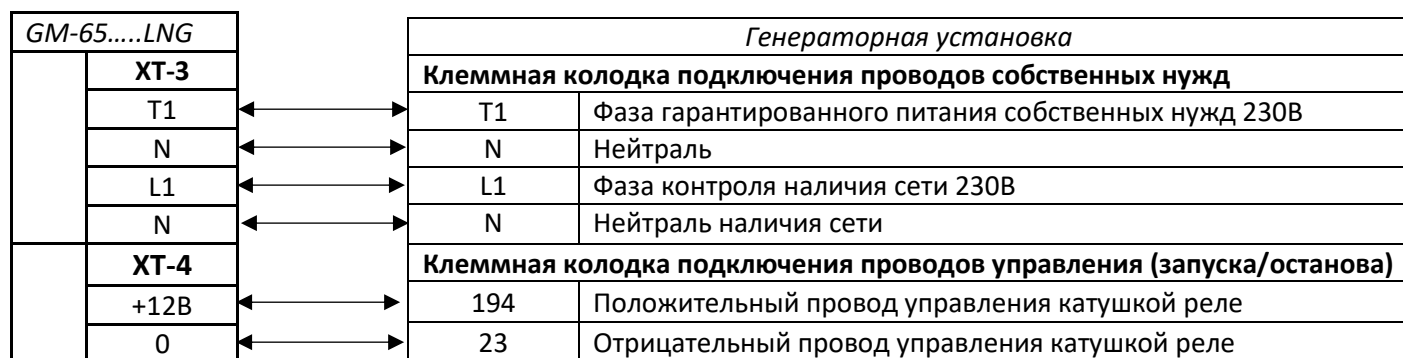 GM-65…..LNG Генераторная установка
XT-3 Клеммная колодка подключения проводов собственных нужд
T1 T1 Фаза гарантированного питания собственных нужд 230В
N N Нейтраль
L1 L1 Фаза контроля наличия сети 230В
N N Нейтраль наличия сети
XT-4 Клеммная колодка подключения проводов управления (запуска/останова)
+12В 194 Положительный провод управления катушкой реле
0 23 Отрицательный провод управления катушкой реле